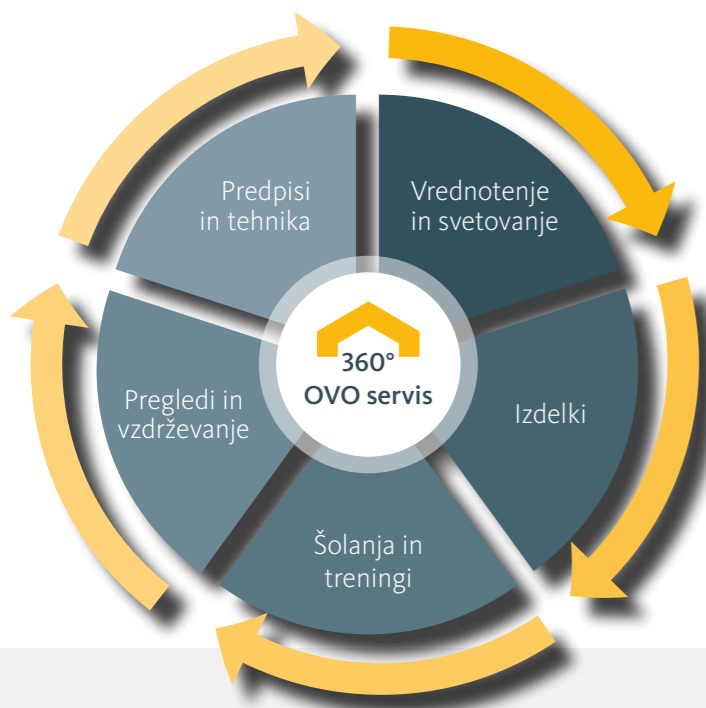 Predpisi
in tehnika
Vrednotenje
in svetovanje
360°
OVO servis
Pregledi in
vzdrževanje
Izdelki
Šolanja in
treningi